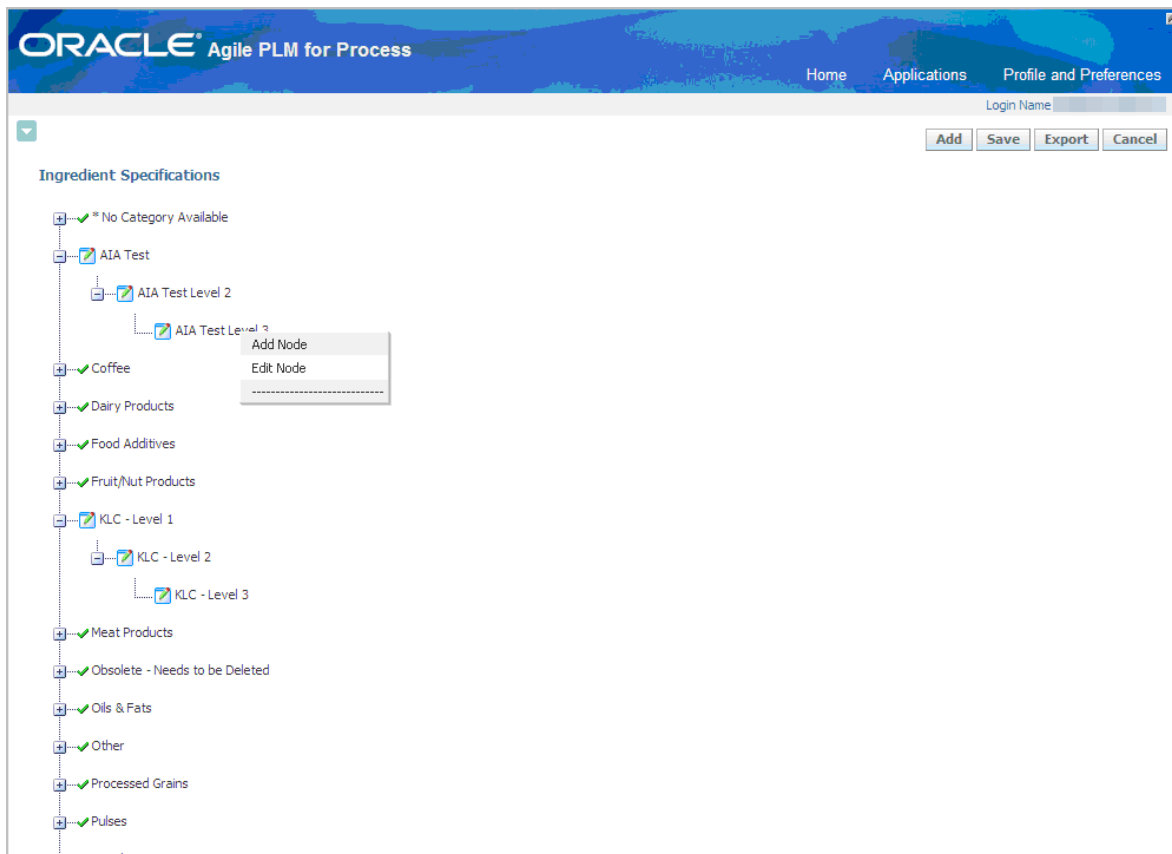 ORACLE® Agile PLM for Process
Home Applications Profile and Preferences
Login Name
Add Save Export Cancel
Ingredient Specifications
* No Category Available
AIA Test
AIA Test Level 2
AIA Test Level 3
Add Node
Edit Node
----------------------------
Coffee
Dairy Products
Food Additives
Fruit/Nut Products
KLC - Level 1
KLC - Level 2
KLC - Level 3
Meat Products
Obsolete - Needs to be Deleted
Oils & Fats
Other
Processed Grains
Pulses